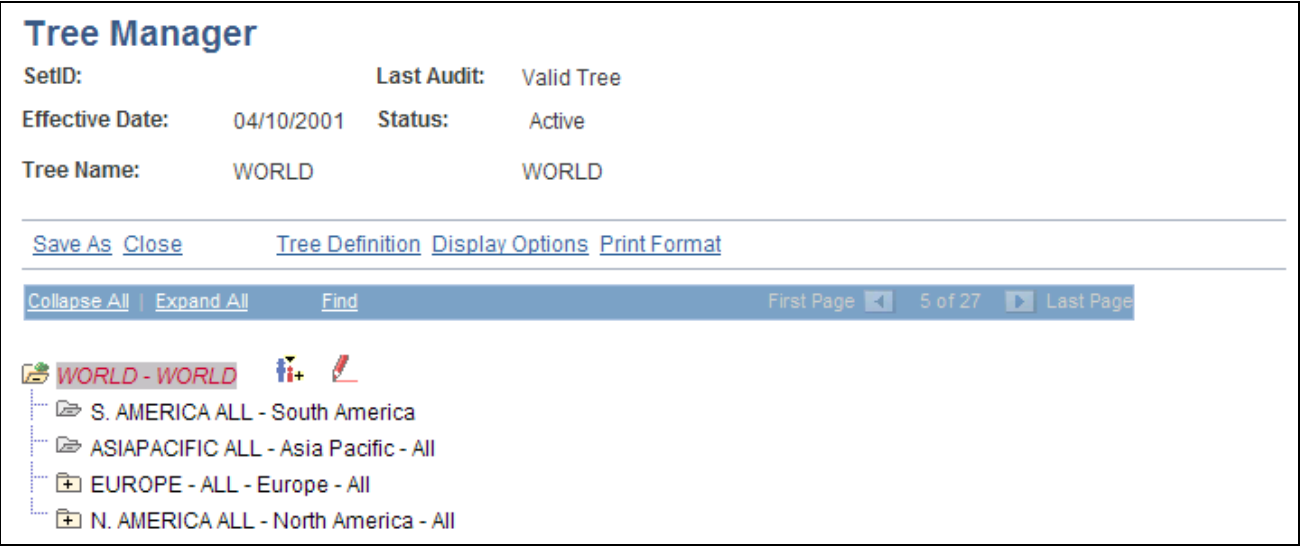 Tree Manager
SetID: Last Audit: Valid Tree
Effective Date: 04/10/2001 Status: Active
Tree Name: WORLD WORLD
Save As Close Tree Definition Display Options Print Format
Collapse All | Expand All Find First Page 5 of 27 Last Page
WORLD - WORLD
S. AMERICA ALL - South America
ASIAPACIFIC ALL - Asia Pacific - All
EUROPE - ALL - Europe - All
N. AMERICA ALL - North America - All